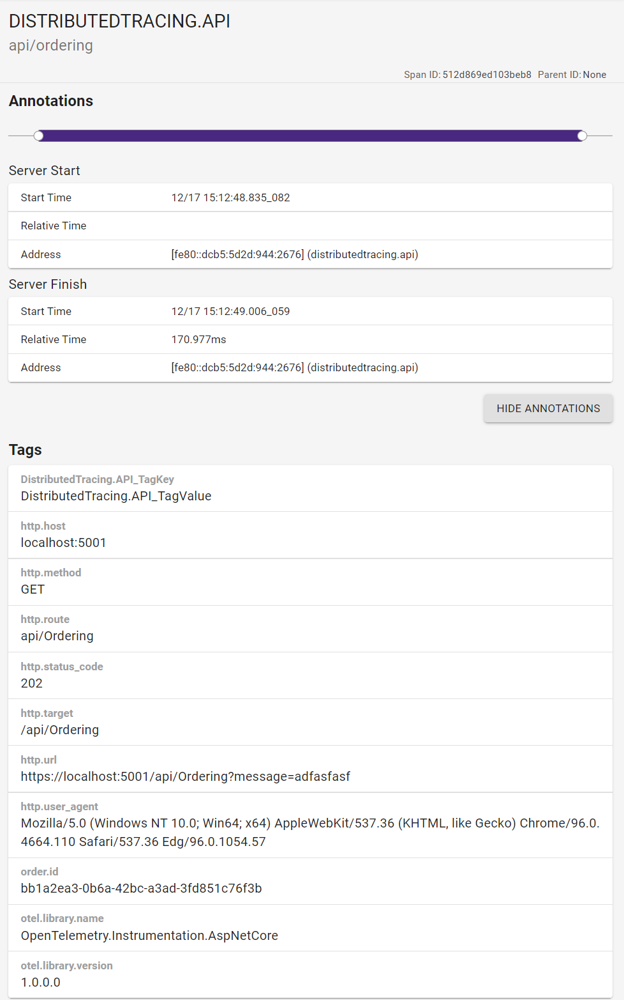 DISTRIBUTEDTRACING.API
api/ordering
Span ID: 512d869ed103beb8 Parent ID: None
Annotations
Server Start
Start Time 12/17 15:12:48.835_082
Relative Time
Address [fe80::dcb5:5d2d:944:2676] (distributedtracing.api)
Server Finish
Start Time 12/17 15:12:49.006_059
Relative Time 170.977ms
Address [fe80::dcb5:5d2d:944:2676] (distributedtracing.api)
HIDE ANNOTATIONS
Tags
DistributedTracing.API_TagKey
DistributedTracing.API_TagValue
http.host
localhost:5001
http.method
GET
http.route
api/Ordering
http.status_code
202
http.target
/api/Ordering
http.url
https://localhost:5001/api/Ordering?message=adfasfasf
http.user_agent
Mozilla/5.0 (Windows NT 10.0; Win64; x64) AppleWebKit/537.36 (KHTML, like Gecko) Chrome/96.0.
4664.110 Safari/537.36 Edg/96.0.1054.57
order.id
bb1a2ea3-0b6a-42bc-a3ad-3fd851c76f3b
otel.library.name
OpenTelemetry.Instrumentation.AspNetCore
otel.library.version
1.0.0.0